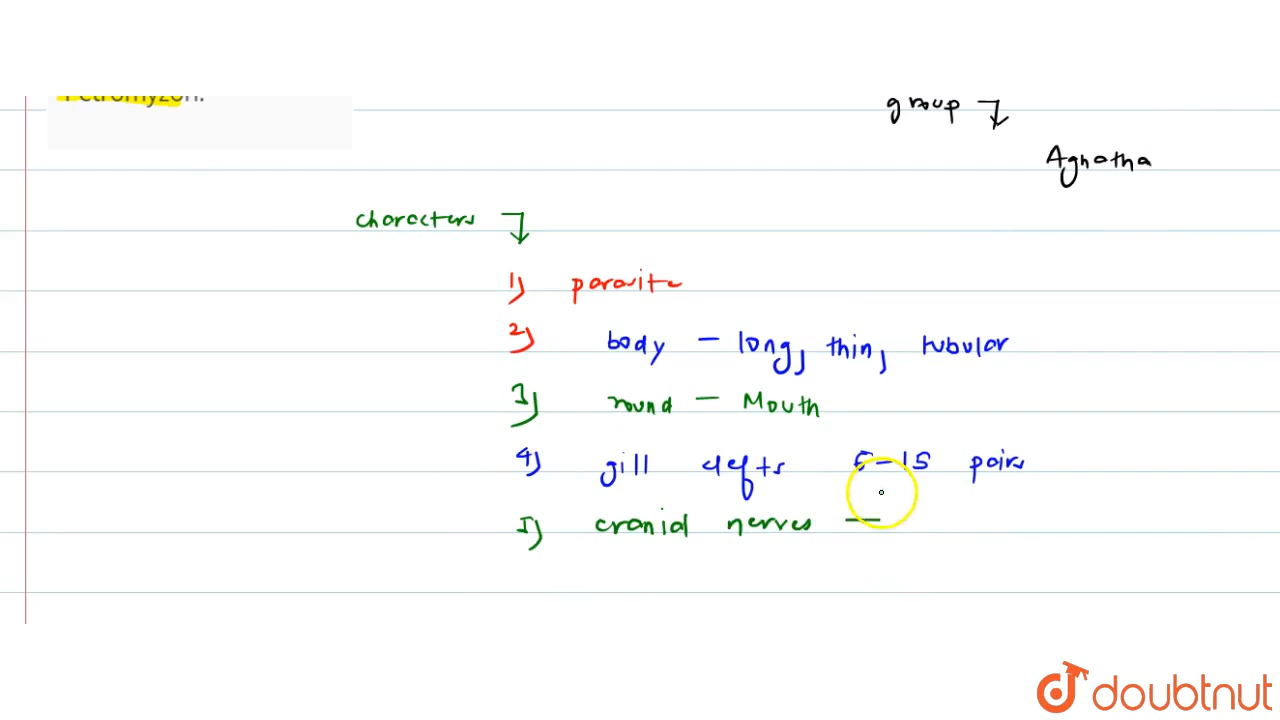 Petromyzon.
group
Agnatha
characters
1) parasite
2) body - long, thin, tubular
3) round - Mouth
4) gill clefts 5-15 pairs
5) cranial nerves -
doubtnut